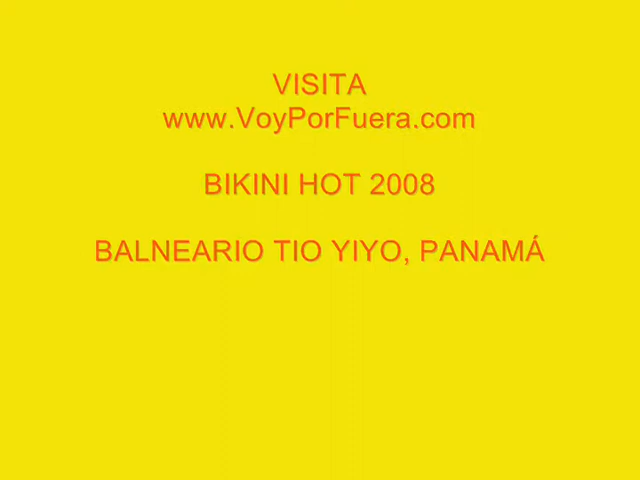 VISITA
www.VoyPorFuera.com
BIKINI HOT 2008
BALNEARIO TIO YIYO, PANAMÁ